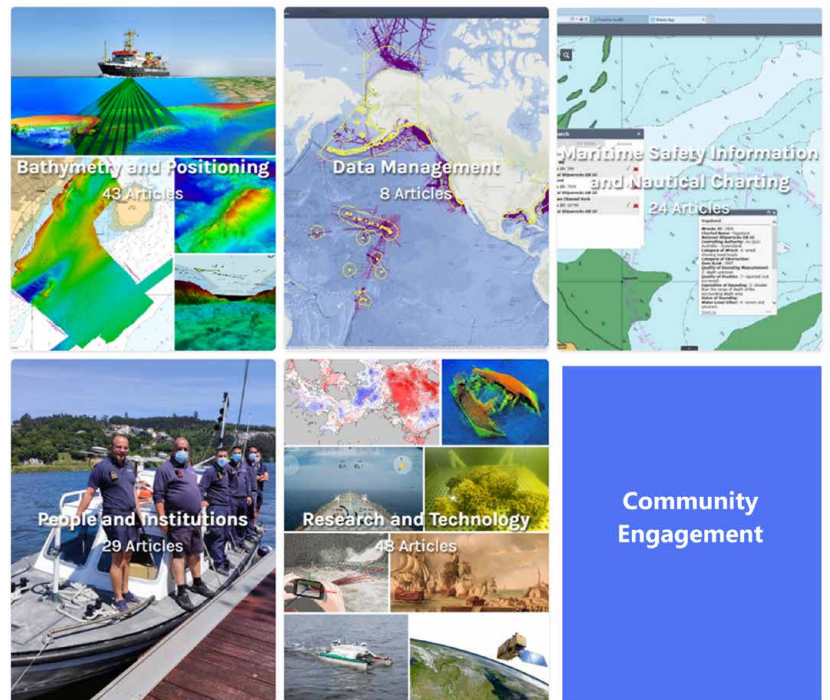 Bathymetry and Positioning
43 Articles
Data Management
8 Articles
Maritime Safety Information
and Nautical Charting
24 Articles
People and Institutions
29 Articles
Research and Technology
48 Articles
Community
Engagement